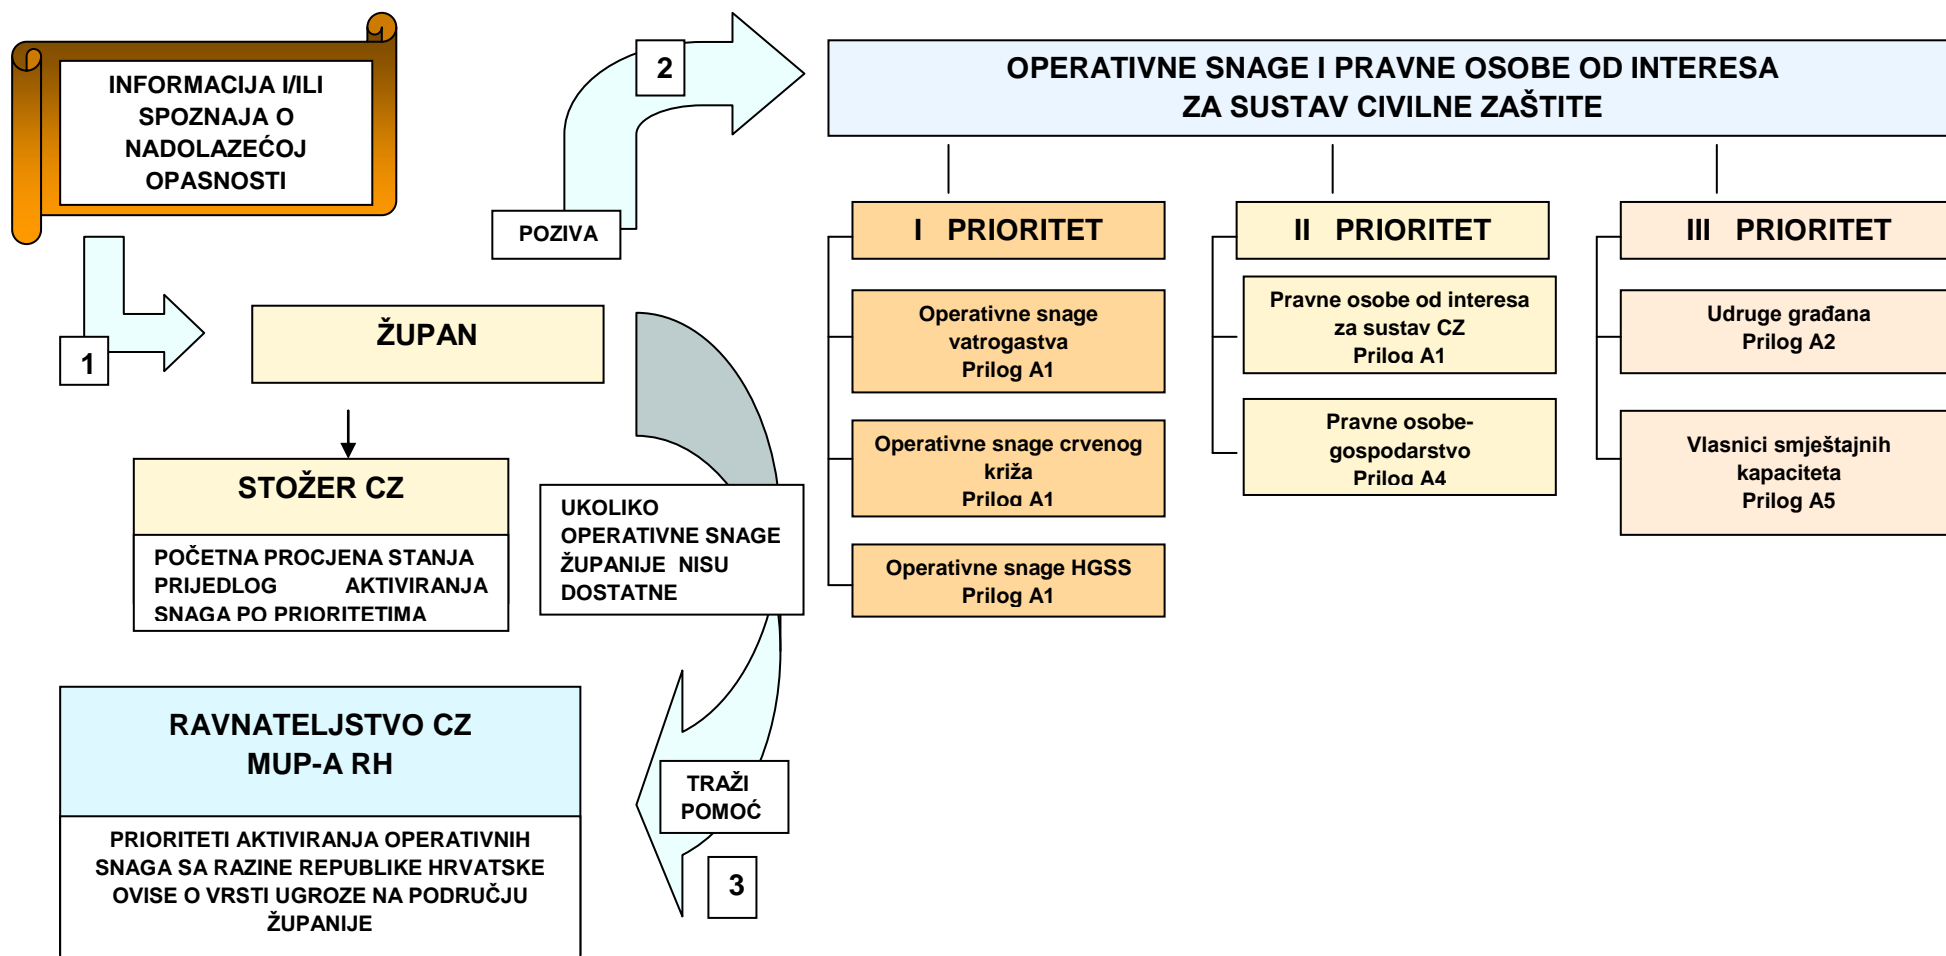 INFORMACIJA I/ILI
SPOZNAJA O
NADOLAZEĆOJ
OPASNOSTI
1
ŽUPAN
STOŽER CZ
POČETNA PROCJENA STANJA
PRIJEDLOG AKTIVIRANJA
SNAGA PO PRIORITETIMA
2
POZIVA
OPERATIVNE SNAGE I PRAVNE OSOBE OD INTERESA
ZA SUSTAV CIVILNE ZAŠTITE
I PRIORITET
Operativne snage
vatrogastva
Prilog A1
Operativne snage crvenog
križa
Prilog A1
Operativne snage HGSS
Prilog A1
II PRIORITET
Pravne osobe od interesa
za sustav CZ
Prilog A1
Pravne osobe-
gospodarstvo
Prilog A4
III PRIORITET
Udruge građana
Prilog A2
Vlasnici smještajnih
kapaciteta
Prilog A5
UKOLIKO
OPERATIVNE SNAGE
ŽUPANIJE NISU
DOSTATNE
TRAŽI
POMOĆ
3
RAVNATELJSTVO CZ
MUP-A RH
PRIORITETI AKTIVIRANJA OPERATIVNIH
SNAGA SA RAZINE REPUBLIKE HRVATSKE
OVISE O VRSTI UGROZE NA PODRUČJU
ŽUPANIJE